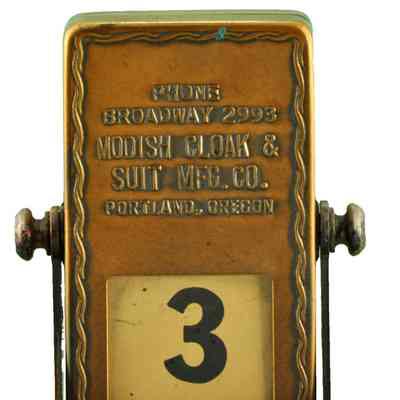 PHONE
BROADWAY 2993
MODISH CLOAK &
SUIT MFG. CO.
PORTLAND, OREGON
3